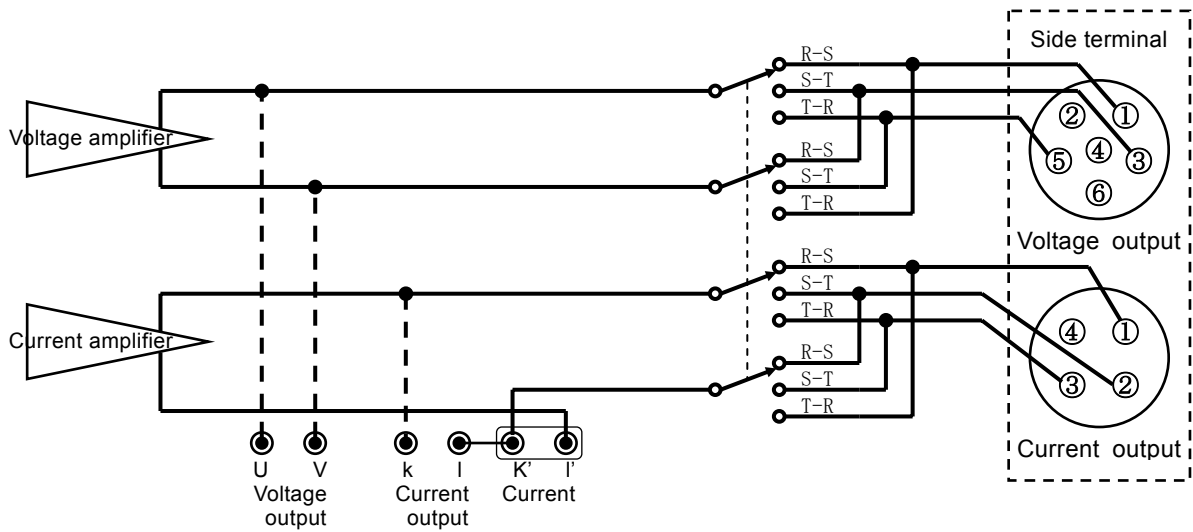 Side terminal
R-S
S-T
T-R
R-S
S-T
T-R
Voltage amplifier
② ①
⑤ ④ ③
⑥
Voltage output
R-S
S-T
T-R
R-S
S-T
T-R
Current amplifier
④ ①
③ ②
Current output
U V k l K' l'
Voltage output
Current output
Current